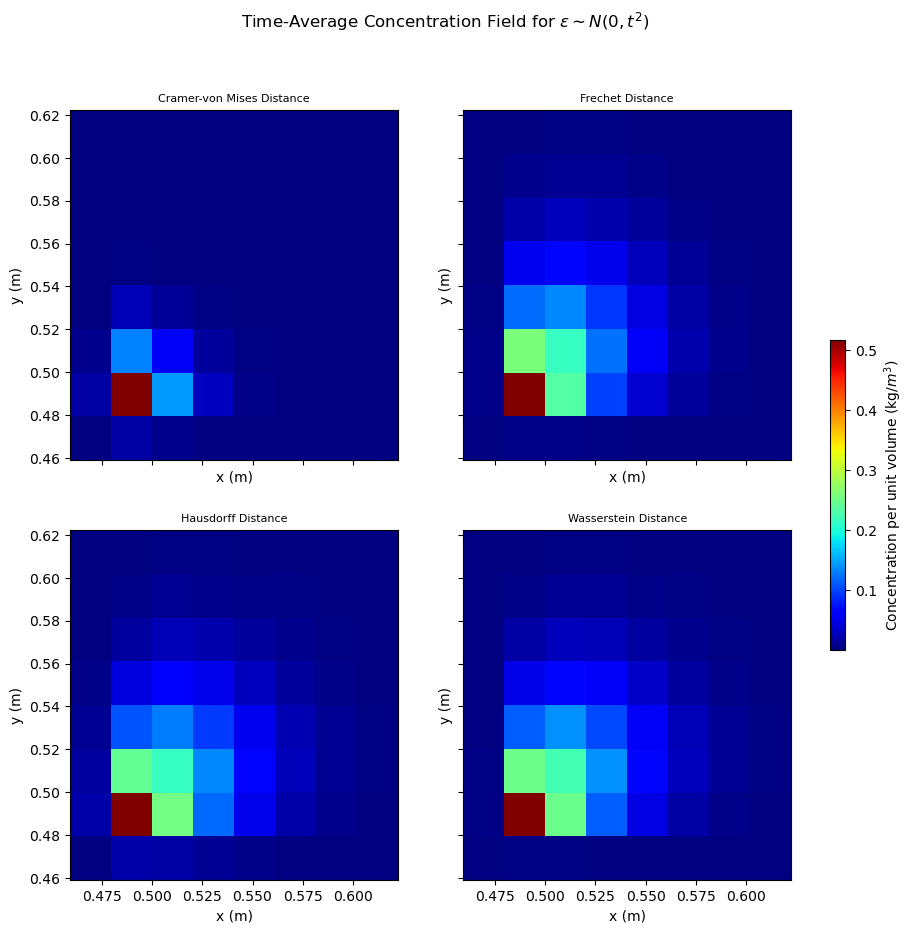 Time-Average Concentration Field for ε ~ N(0, t²)
Cramer-von Mises Distance
Frechet Distance
0.62
0.60
0.58
0.56
0.54
0.52
0.50
0.48
0.46
y (m)
y (m)
x (m)
x (m)
Hausdorff Distance
Wasserstein Distance
0.62
0.60
0.58
0.56
0.54
0.52
0.50
0.48
0.46
y (m)
y (m)
0.475 0.500 0.525 0.550 0.575 0.600
0.475 0.500 0.525 0.550 0.575 0.600
x (m)
x (m)
0.5
0.4
0.3
0.2
0.1
Concentration per unit volume (kg/m³)